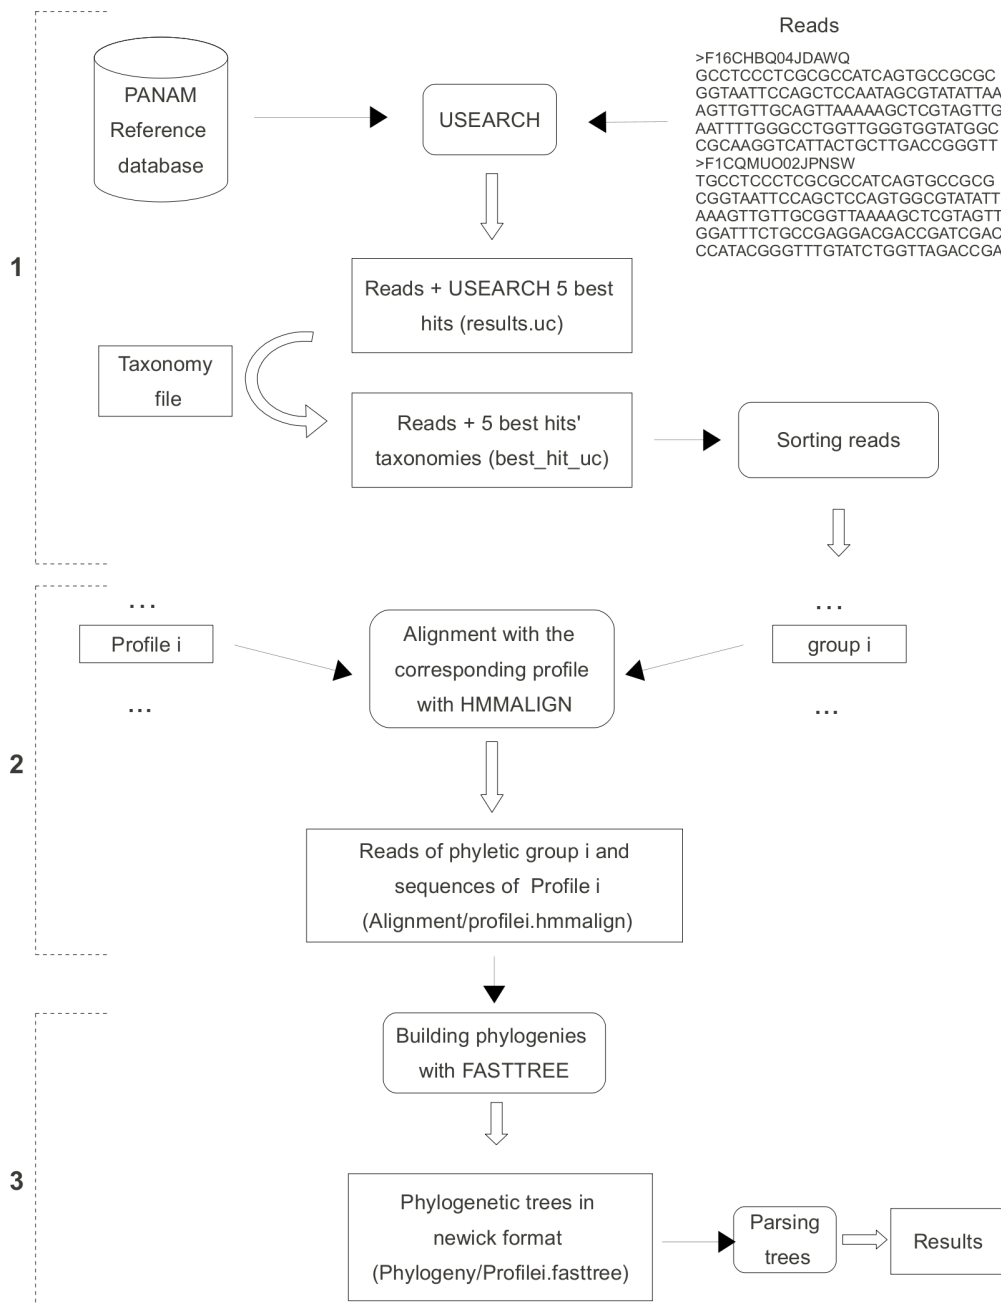 Reads
>F16CHBQ04JDAWQ
GCCTCCCTCGCGCCATCAGTGCCGCGC
GGTAATTCCAGCTCCAATAGCGTATATTAA
AGTTGTTGCAGTTAAAAAGCTCGTAGTTG
AATTTTGGGCCTGGTTGGGTGGTATGGC
CGCAAGGTCATTACTGCTTGACCGGGTT
>F1CQMUO02JPNSW
TGCCTCCCTCGCGCCATCAGTGCCGCG
CGGTAATTCCAGCTCCAGTGGCGTATATT
AAAGTTGTTGCGGTTAAAAGCTCGTAGTT
GGATTTCTGCCGAGGACGACCGATCGAC
CCATACGGGTTTGTATCTGGTTAGACCGA
PANAM
Reference
database
USEARCH
1
Reads + USEARCH 5 best
hits (results.uc)
Taxonomy
file
Reads + 5 best hits'
taxonomies (best_hit_uc)
Sorting reads
...
Profile i
...
Alignment with the
corresponding profile
with HMMALIGN
...
group i
...
2
Reads of phyletic group i and
sequences of Profile i
(Alignment/profilei.hmmalign)
Building phylogenies
with FASTTREE
3
Phylogenetic trees in
newick format
(Phylogeny/Profilei.fasttree)
Parsing
trees
Results